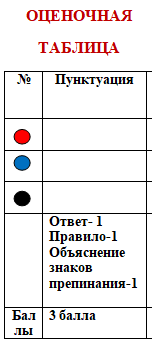 ОЦЕНОЧНАЯ
ТАБЛИЦА
№ Пунктуация
Ответ- 1
Правило-1
Объяснение
знаков
препинания-1
Бал 3 балла
лы